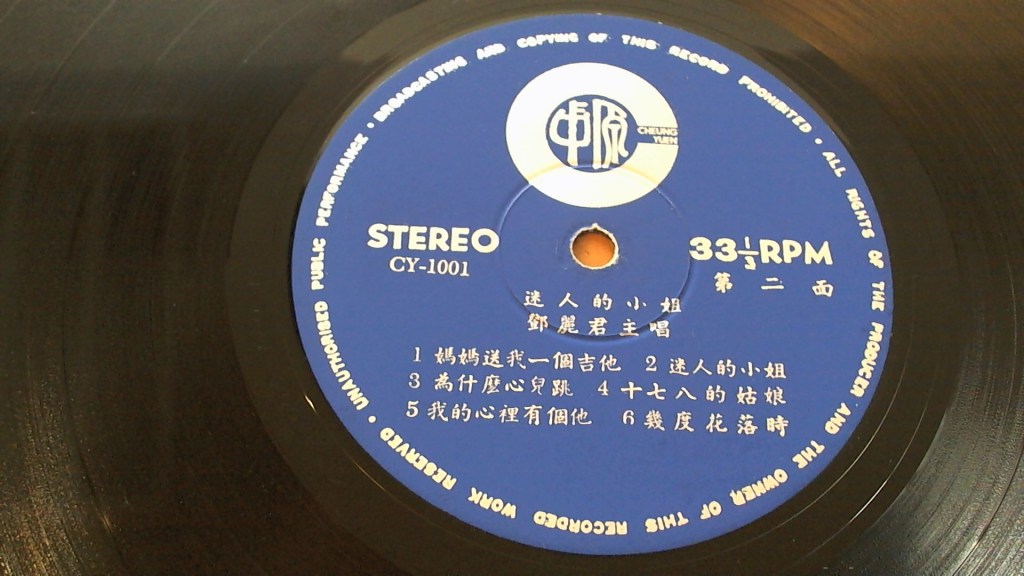 BROADCASTING AND COPYING OF THIS RECORD PROHIBITED • ALL RIGHTS OF THE PRODUCER AND THE OWNER OF THIS RECORDED WORK RESERVED • UNAUTHORISED PUBLIC PERFORMANCE •
CHEUNG
YUEN
STEREO
33⅓RPM
CY-1001
第二面
迷人的小姐
鄧麗君主唱
1 媽媽送我一個吉他 2 迷人的小姐
3 為什麼心兒跳 4 十七八的姑娘
5 我的心裡有個他 6 幾度花落時